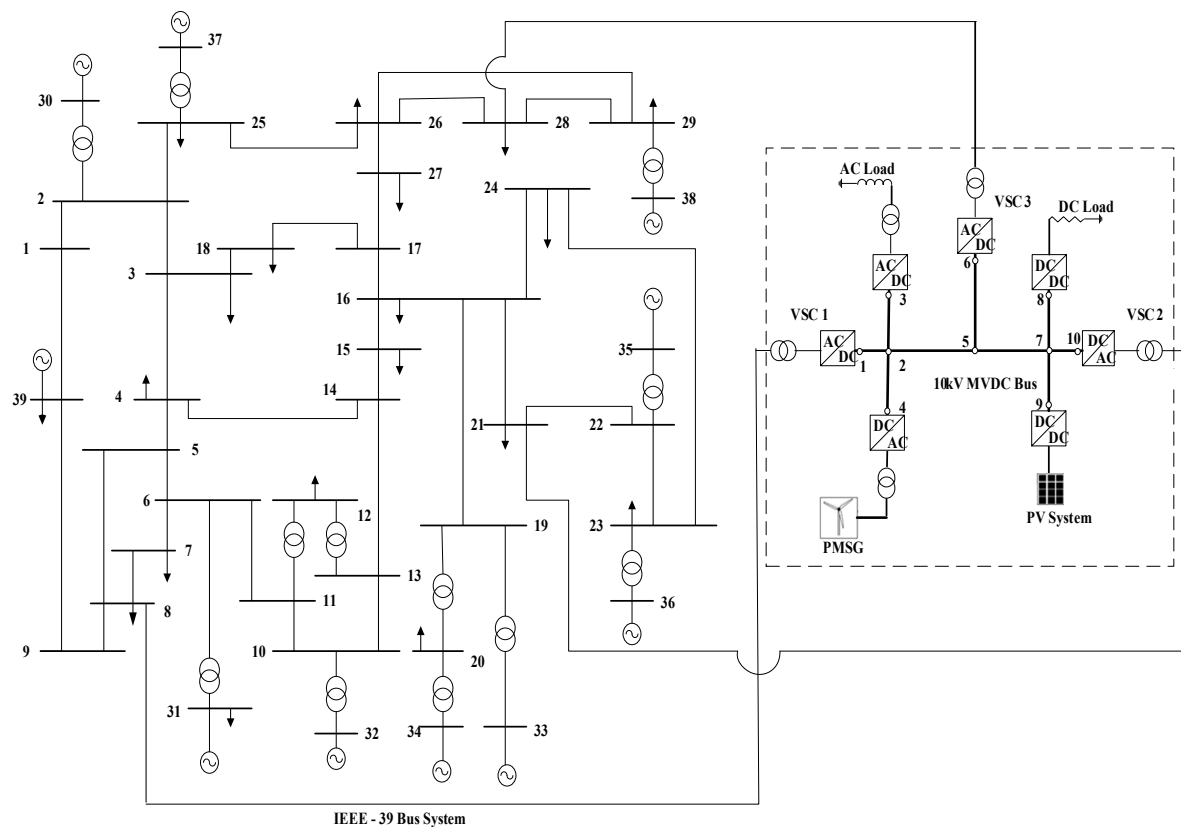 37
30
25
26
28
29
27
24
38
2
1
18
17
3
16
35
15
39
4
14
21
22
5
6
12
19
23
7
13
8
11
36
9
10
20
31
32
34
33
IEEE - 39 Bus System
AC Load
VSC 3
DC Load
AC
DC
6
AC
DC
3
DC
DC
8
VSC 1
VSC 2
AC
DC
1
2
5
7
10
DC
AC
10kV MVDC Bus
4
DC
AC
9
DC
DC
PMSG
PV System